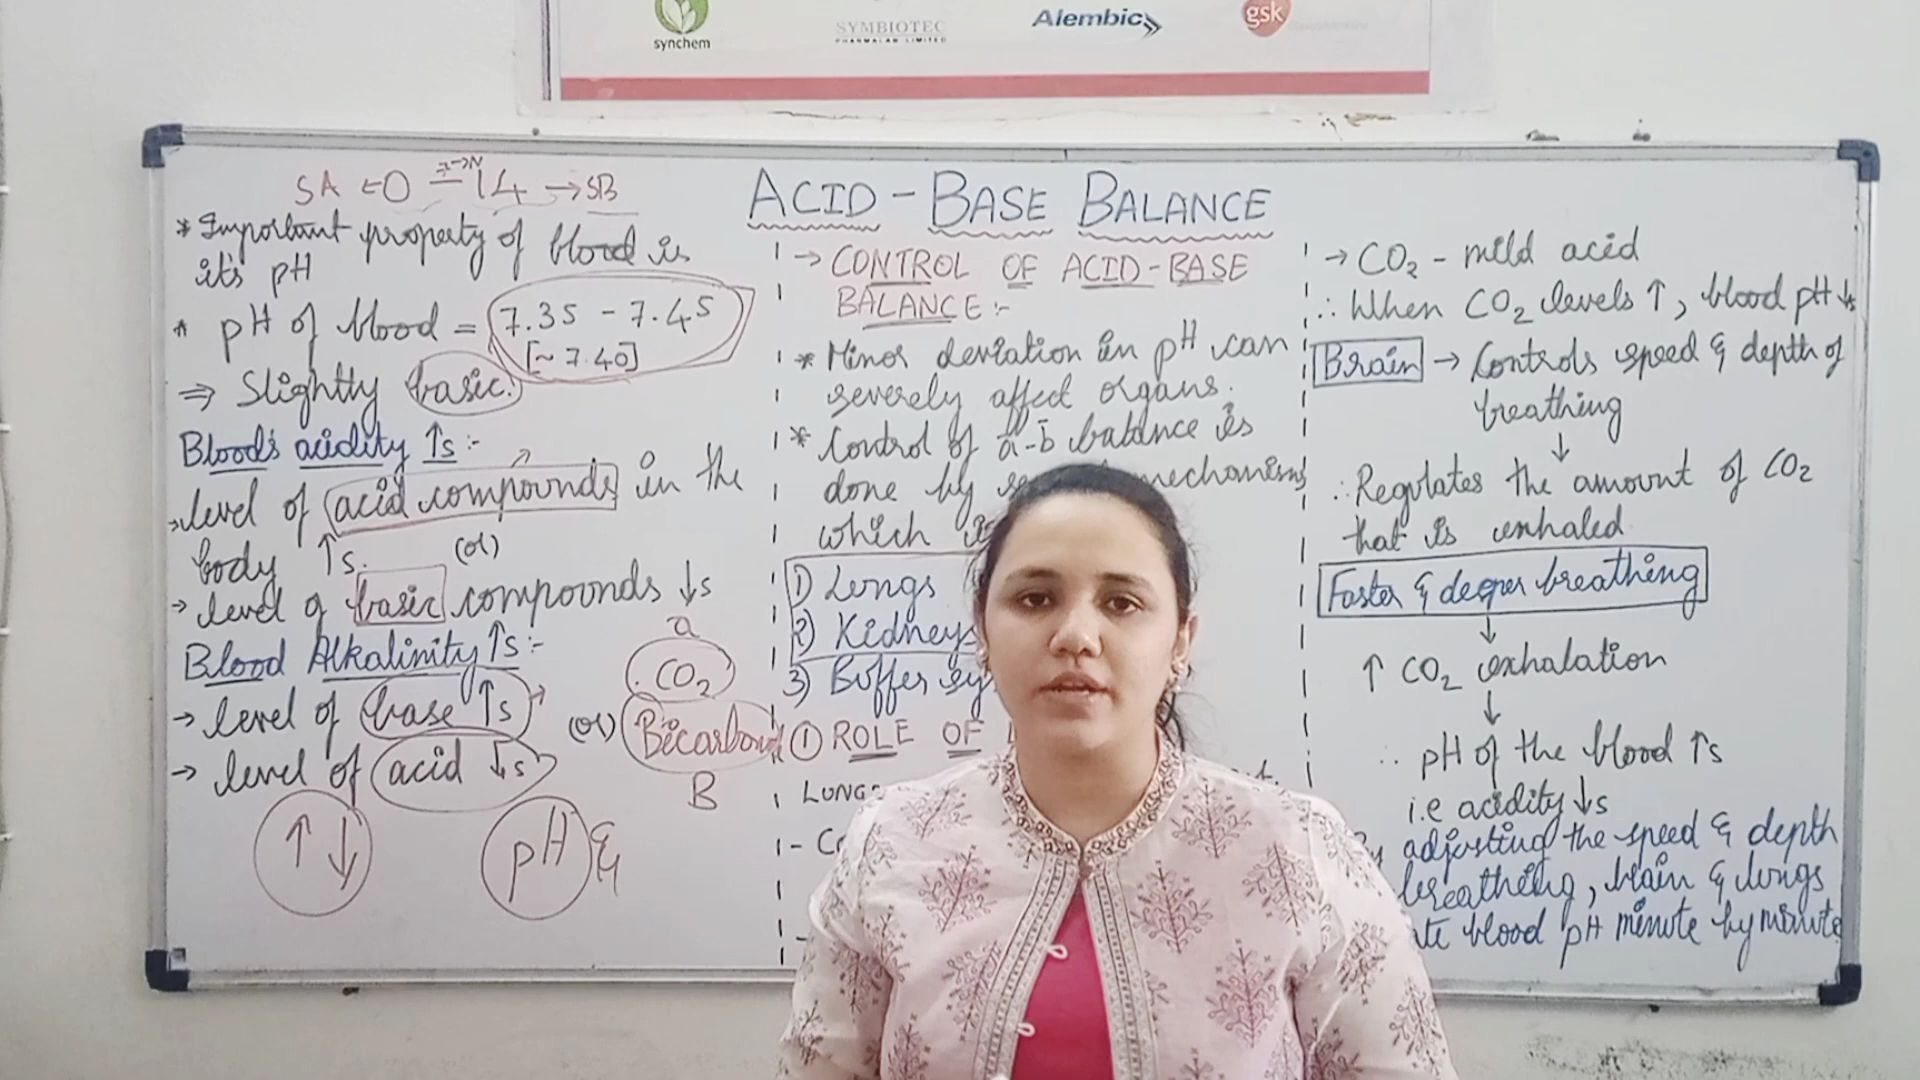 synchem
SYMBIOTEC
PHARMALAB LIMITED
Alembic
gsk
ACID-BASE BALANCE
SA ←0 – 14 → SB
7→N
* Important property of blood is
it's pH
* pH of blood = 7.35 - 7.45
[~ 7.40]
⇒ Slightly basic.
Blood's acidity ↑s:-
→ level of acid compounds in the
body ↑s. (or)
→ level of basic compounds ↓s
Blood Alkalinity ↑s:-
→ level of base ↑s (or)
→ level of acid ↓s
a
CO2
Bicarbon
B
↑↓
pH
→ CONTROL OF ACID-BASE
BALANCE:-
* Minor deviation in pH can
severely affect organs.
* Control of a-b balance is
done by mechanisms
which
1) Lungs
2) Kidneys
3) Buffer sy
① ROLE OF
LUNGS
→ CO2 - mild acid
∴ When CO2 levels ↑, blood pH ↓s
Brain → Controls speed & depth of
breathing
↓
∴ Regulates the amount of CO2
that is exhaled
Faster & deeper breathing
↓
↑ CO2 exhalation
↓
∴ pH of the blood ↑s
i.e acidity ↓s
adjusting the speed & depth
breathing, brain & lungs
blood pH minute by minute